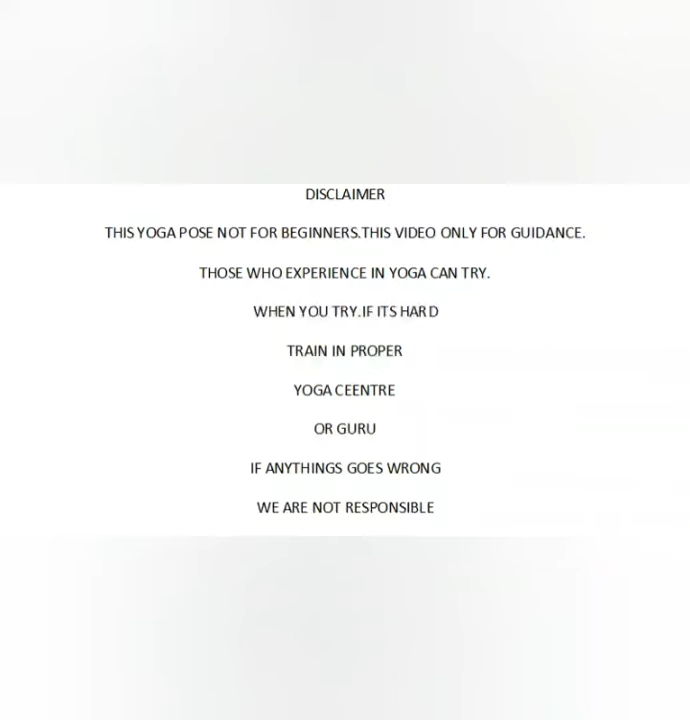 DISCLAIMER
THIS YOGA POSE NOT FOR BEGINNERS.THIS VIDEO ONLY FOR GUIDANCE.
THOSE WHO EXPERIENCE IN YOGA CAN TRY.
WHEN YOU TRY.IF ITS HARD
TRAIN IN PROPER
YOGA CEENTRE
OR GURU
IF ANYTHINGS GOES WRONG
WE ARE NOT RESPONSIBLE